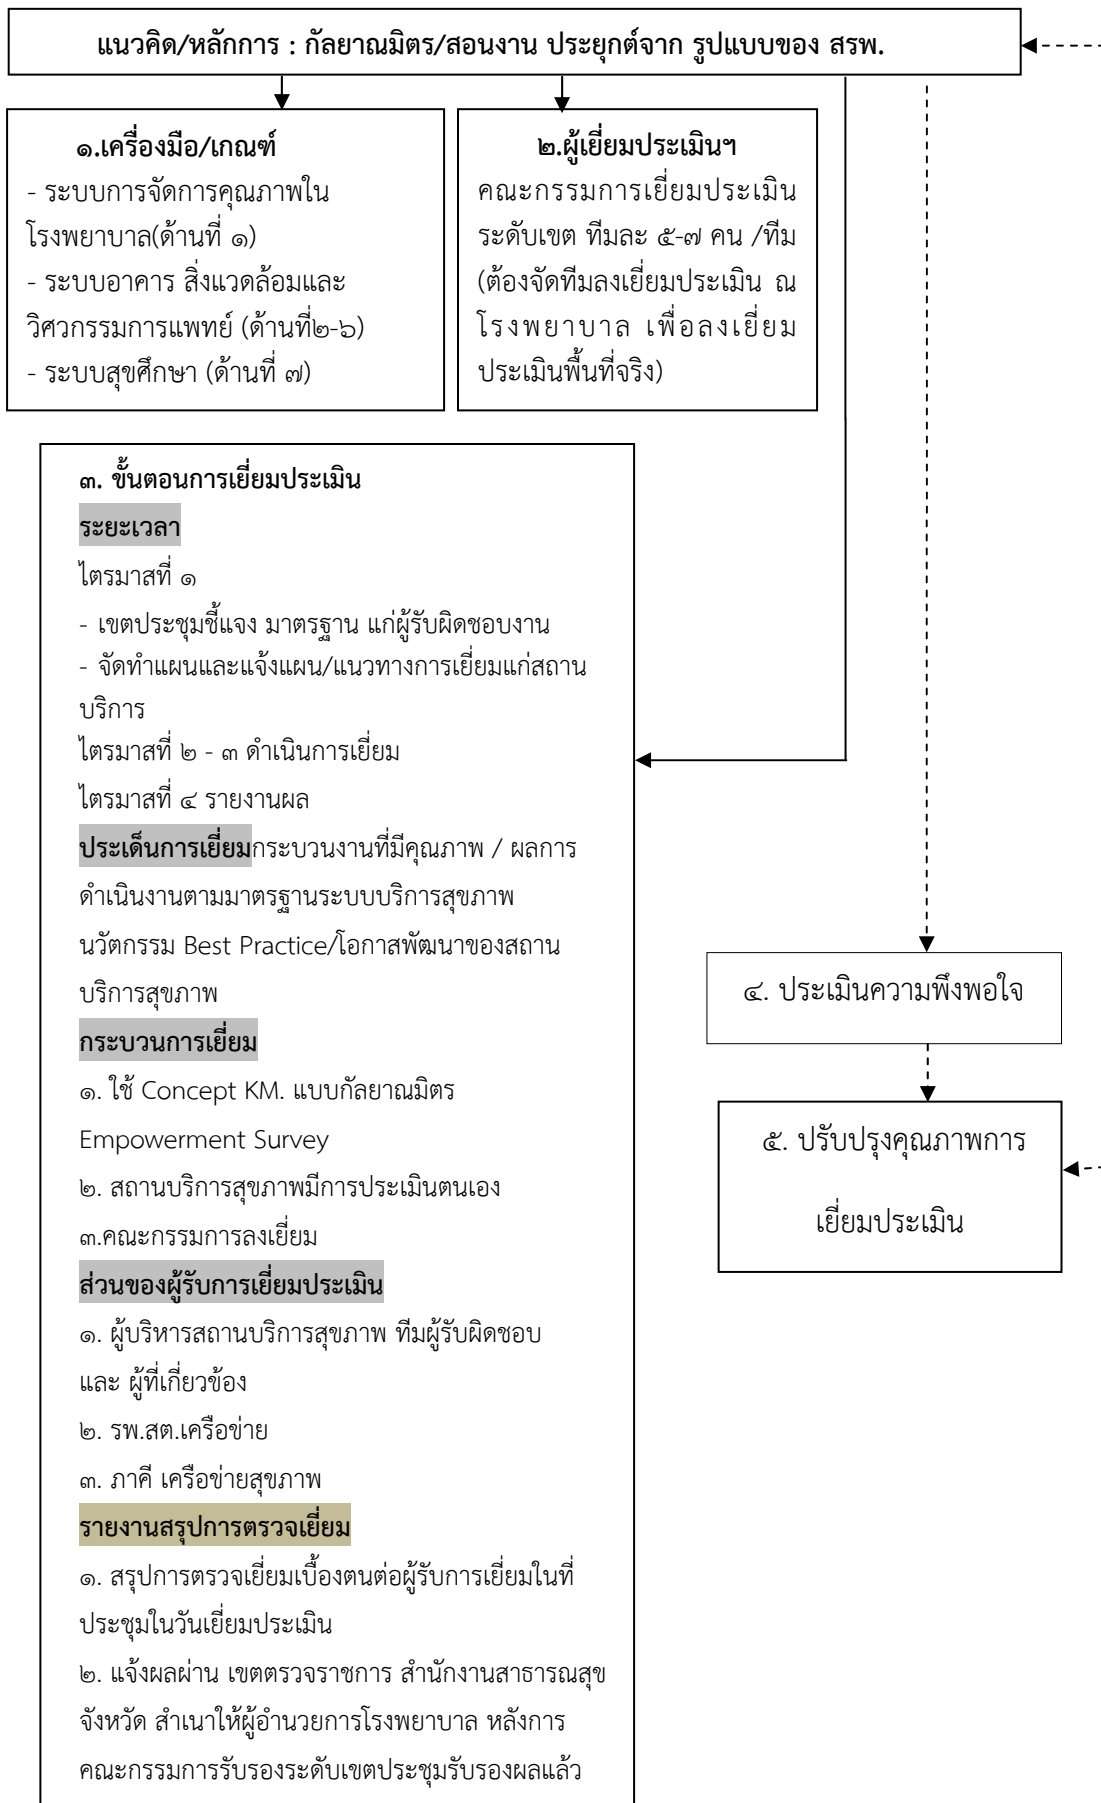 แนวคิด/หลักการ : กัลยาณมิตร/สอนงาน ประยุกต์จาก รูปแบบของ สรพ.
๑.เครื่องมือ/เกณฑ์
- ระบบการจัดการคุณภาพใน
โรงพยาบาล(ด้านที่ ๑)
- ระบบอาคาร สิ่งแวดล้อมและ
วิศวกรรมการแพทย์ (ด้านที่๒-๖)
- ระบบสุขศึกษา (ด้านที่ ๗)
๒.ผู้เยี่ยมประเมินฯ
คณะกรรมการเยี่ยมประเมิน
ระดับเขต ทีมละ ๕-๗ คน /ทีม
(ต้องจัดทีมลงเยี่ยมประเมิน ณ
โรงพยาบาล เพื่อลงเยี่ยม
ประเมินพื้นที่จริง)
๓. ขั้นตอนการเยี่ยมประเมิน
ระยะเวลา
ไตรมาสที่ ๑
- เขตประชุมชี้แจง มาตรฐาน แก่ผู้รับผิดชอบงาน
- จัดทำแผนและแจ้งแผน/แนวทางการเยี่ยมแก่สถาน
บริการ
ไตรมาสที่ ๒ - ๓ ดำเนินการเยี่ยม
ไตรมาสที่ ๔ รายงานผล
ประเด็นการเยี่ยมกระบวนงานที่มีคุณภาพ / ผลการ
ดำเนินงานตามมาตรฐานระบบบริการสุขภาพ
นวัตกรรม Best Practice/โอกาสพัฒนาของสถาน
บริการสุขภาพ
กระบวนการเยี่ยม
๑. ใช้ Concept KM. แบบกัลยาณมิตร
Empowerment Survey
๒. สถานบริการสุขภาพมีการประเมินตนเอง
๓.คณะกรรมการลงเยี่ยม
ส่วนของผู้รับการเยี่ยมประเมิน
๑. ผู้บริหารสถานบริการสุขภาพ ทีมผู้รับผิดชอบ
และ ผู้ที่เกี่ยวข้อง
๒. รพ.สต.เครือข่าย
๓. ภาคี เครือข่ายสุขภาพ
รายงานสรุปการตรวจเยี่ยม
๑. สรุปการตรวจเยี่ยมเบื้องตนต่อผู้รับการเยี่ยมในที่
ประชุมในวันเยี่ยมประเมิน
๒. แจ้งผลผ่าน เขตตรวจราชการ สำนักงานสาธารณสุข
จังหวัด สำเนาให้ผู้อำนวยการโรงพยาบาล หลังการ
คณะกรรมการรับรองระดับเขตประชุมรับรองผลแล้ว
๔. ประเมินความพึงพอใจ
๕. ปรับปรุงคุณภาพการ
เยี่ยมประเมิน